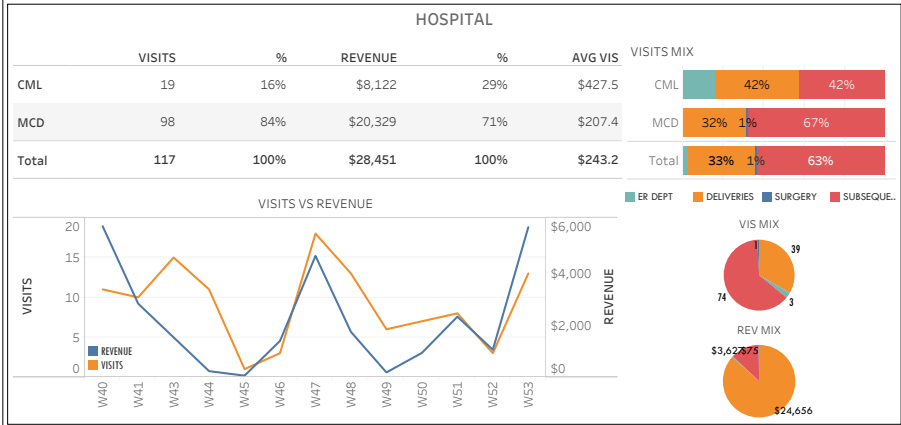 HOSPITAL
VISITS % REVENUE % AVG VIS
CML 19 16% $8,122 29% $427.5
MCD 98 84% $20,329 71% $207.4
Total 117 100% $28,451 100% $243.2
VISITS MIX
CML 42% 42%
MCD 32% 1% 67%
Total 33% 1% 63%
ER DEPT DELIVERIES SURGERY SUBSEQUE..
VISITS VS REVENUE
VISITS
20
15
10
5
0
$6,000
$4,000
$2,000
$0
REVENUE
REVENUE
VISITS
W40 W41 W43 W44 W45 W46 W47 W48 W49 W50 W51 W52 W53
VIS MIX
1
39
74
3
REV MIX
$3,627
$75
$24,656